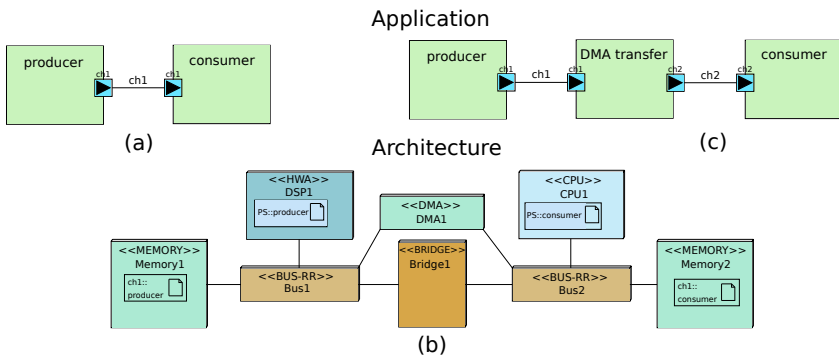 Application
producer
ch1
ch1
ch1
consumer
(a)
producer
ch1
ch1
ch1
DMA transfer
ch2
ch2
ch2
consumer
(c)
Architecture
<<HWA>>
DSP1
PS::producer
<<DMA>>
DMA1
<<CPU>>
CPU1
PS::consumer
<<MEMORY>>
Memory1
ch1::
producer
<<BUS-RR>>
Bus1
<<BRIDGE>>
Bridge1
<<BUS-RR>>
Bus2
<<MEMORY>>
Memory2
ch1::
consumer
(b)